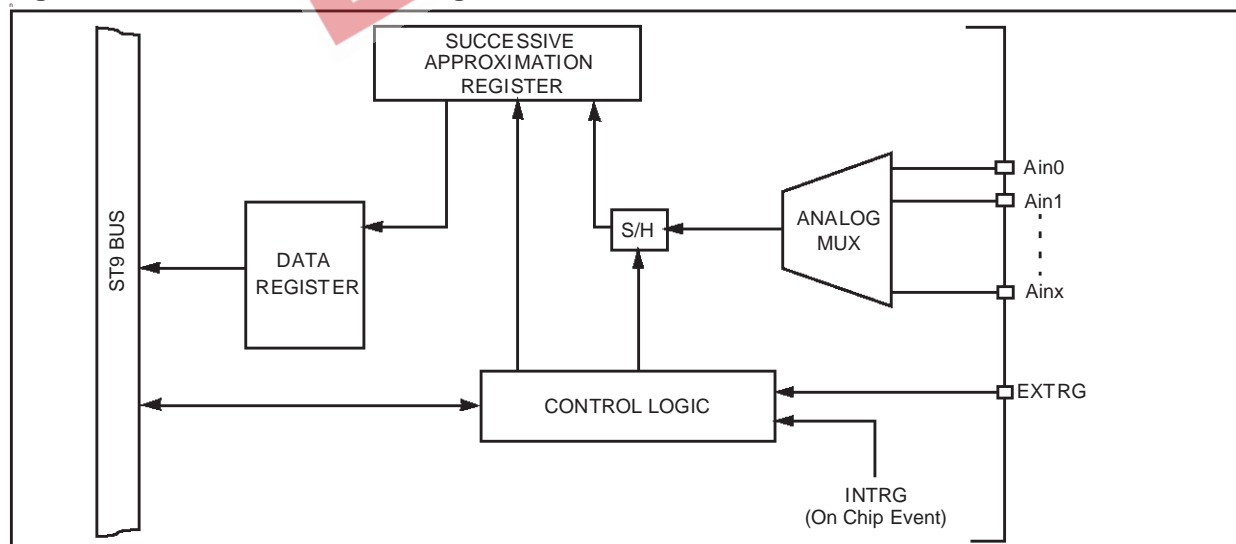 SUCCESSIVE
APPROXIMATION
REGISTER
Ain0
Ain1
ANALOG
MUX
S/H
ST9 BUS
DATA
REGISTER
Ainx
EXTRG
CONTROL LOGIC
INTRG
(On Chip Event)